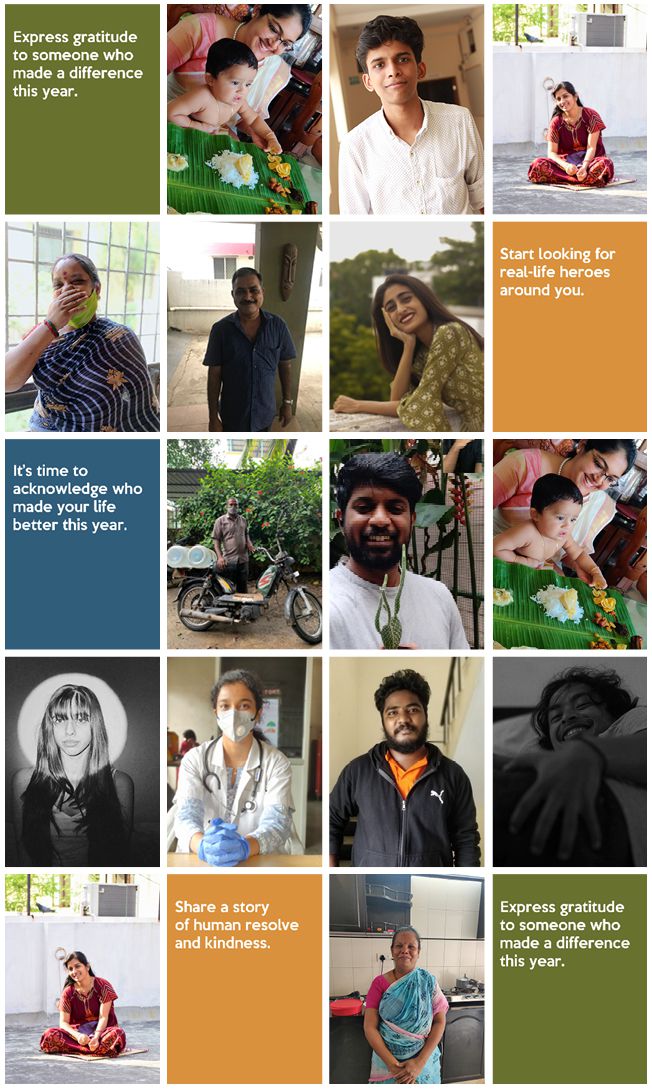 Express gratitude
to someone who
made a difference
this year.
Start looking for
real-life heroes
around you.
It's time to
acknowledge who
made your life
better this year.
Share a story
of human resolve
and kindness.
Express gratitude
to someone who
made a difference
this year.